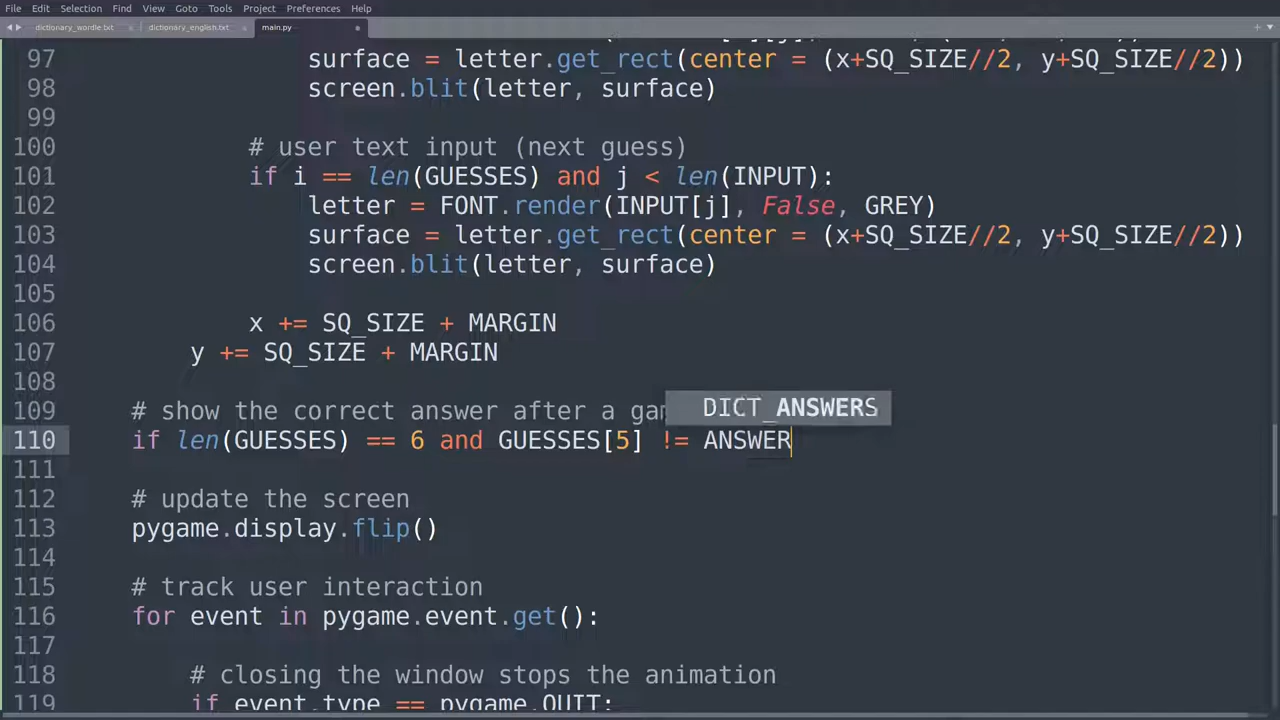 File Edit Selection Find View Goto Tools Project Preferences Help
dictionary_wordle.txt dictionary_english.txt main.py
97 surface = letter.get_rect(center = (x+SQ_SIZE//2, y+SQ_SIZE//2))
98 screen.blit(letter, surface)
99
100 # user text input (next guess)
101 if i == len(GUESSES) and j < len(INPUT):
102 letter = FONT.render(INPUT[j], False, GREY)
103 surface = letter.get_rect(center = (x+SQ_SIZE//2, y+SQ_SIZE//2))
104 screen.blit(letter, surface)
105
106 x += SQ_SIZE + MARGIN
107 y += SQ_SIZE + MARGIN
108
DICT_ANSWERS
109 # show the correct answer after a
110 if len(GUESSES) == 6 and GUESSES[5] != ANSWER
111
112 # update the screen
113 pygame.display.flip()
114
115 # track user interaction
116 for event in pygame.event.get():
117
118 # closing the window stops the animation
119 if event.type == pygame.QUIT: